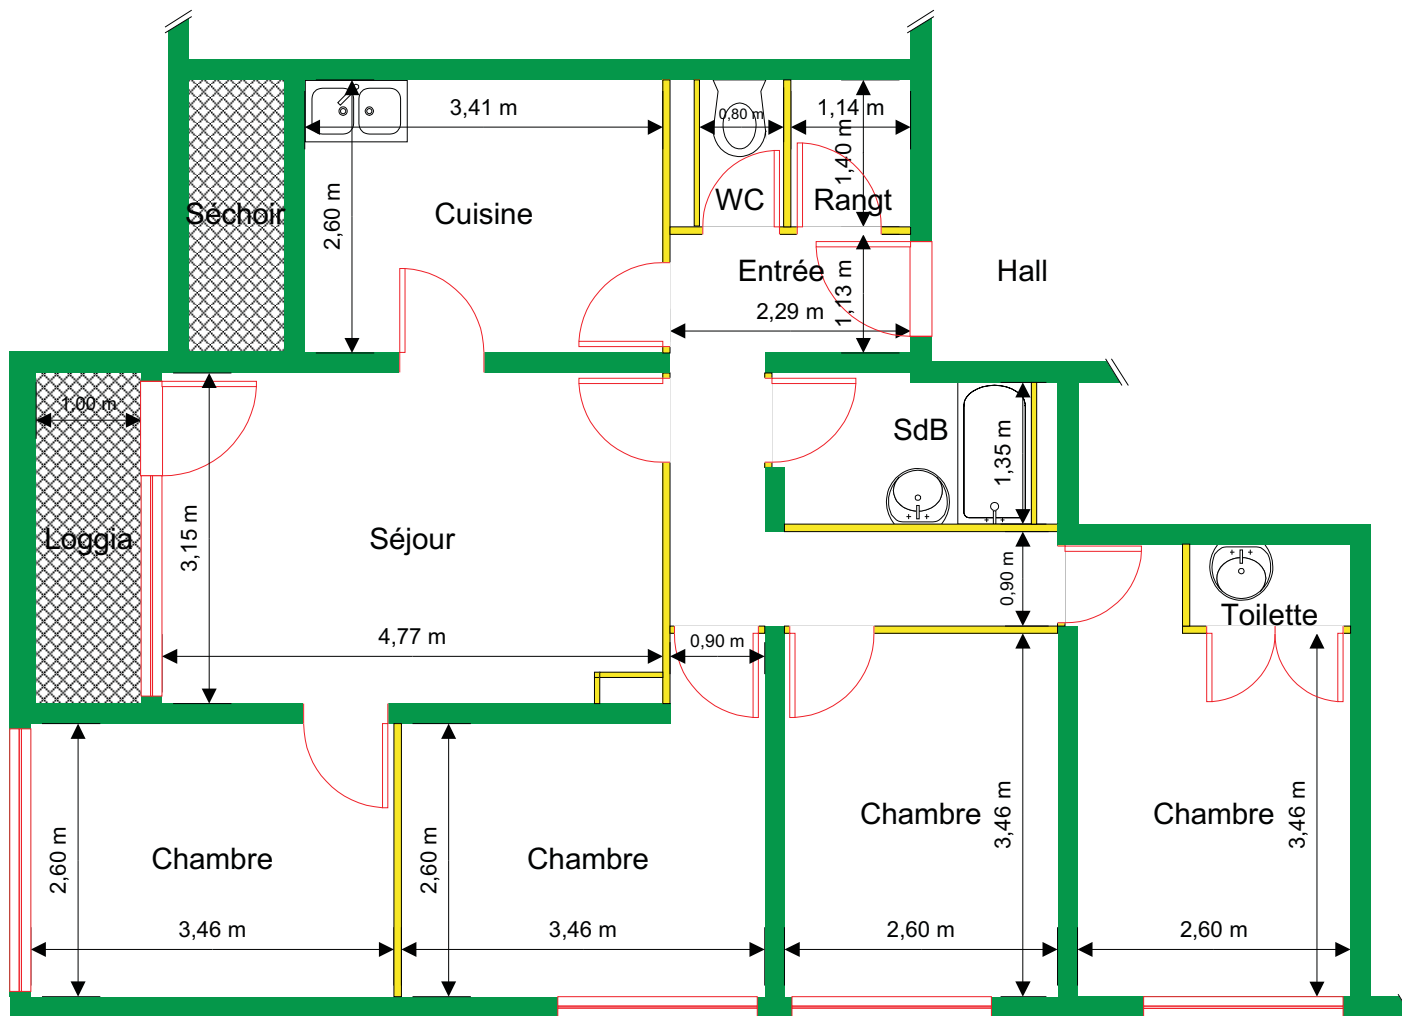 3,41 m
0,80 m
1,14 m
1,40 m
Séchoir
2,60 m
Cuisine
WC
Rangt
Entrée
1,13 m
Hall
2,29 m
1,00 m
SdB
1,35 m
Loggia
3,15 m
Séjour
0,90 m
Toilette
4,77 m
0,90 m
Chambre
3,46 m
Chambre
3,46 m
2,60 m
Chambre
2,60 m
Chambre
3,46 m
3,46 m
2,60 m
2,60 m